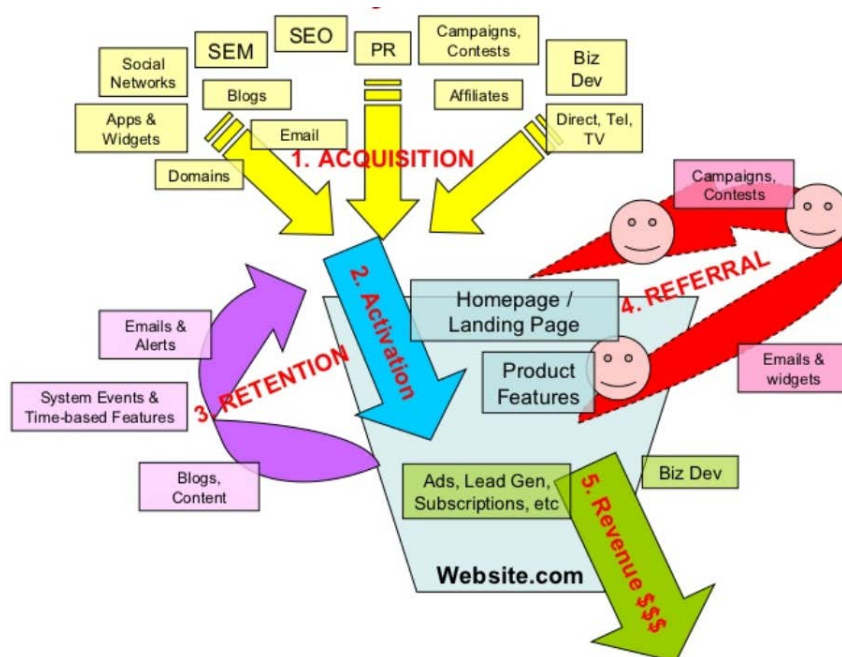 SEO
SEM
PR
Campaigns,
Contests
Biz
Dev
Social
Networks
Blogs
Affiliates
Apps &
Widgets
Email
Direct, Tel,
TV
1. ACQUISITION
Domains
Campaigns,
Contests
2. Activation
Homepage /
Landing Page
4. REFERRAL
Emails &
Alerts
Product
Features
Emails &
widgets
System Events &
Time-based Features
3. RETENTION
Blogs,
Content
Ads, Lead Gen,
Subscriptions, etc
Biz Dev
5. Revenue $$$
Website.com